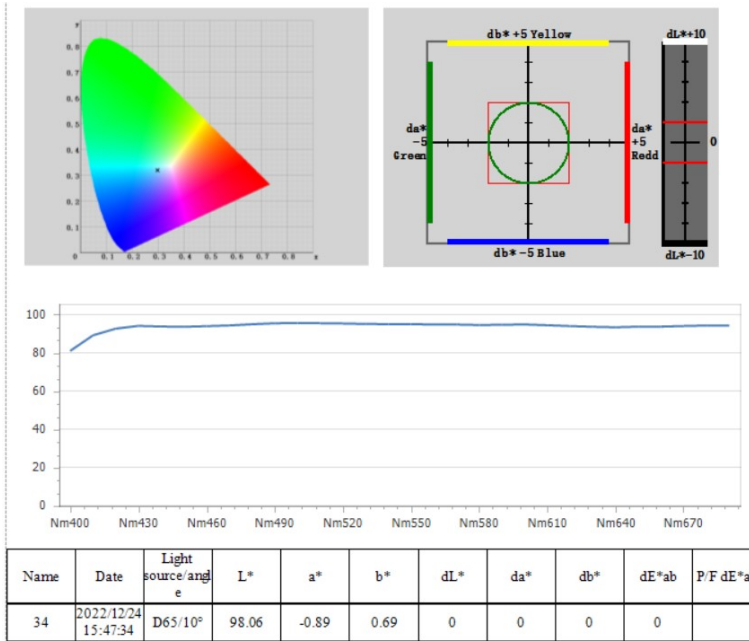 y
0.8
0.7
0.6
0.5
0.4
0.3
0.2
0.1
0 0.1 0.2 0.3 0.4 0.5 0.6 0.7 0.8 x
db* +5 Yellow
da*
-5
Green
da*
+5
Redd
db* -5 Blue
dL*+10
0
dL*-10
100
80
60
40
20
0
Nm400 Nm430 Nm460 Nm490 Nm520 Nm550 Nm580 Nm610 Nm640 Nm670
Name Date Light source/angl e L* a* b* dL* da* db* dE*ab P/F dE*a
34 2022/12/24 15:47:34 D65/10° 98.06 -0.89 0.69 0 0 0 0